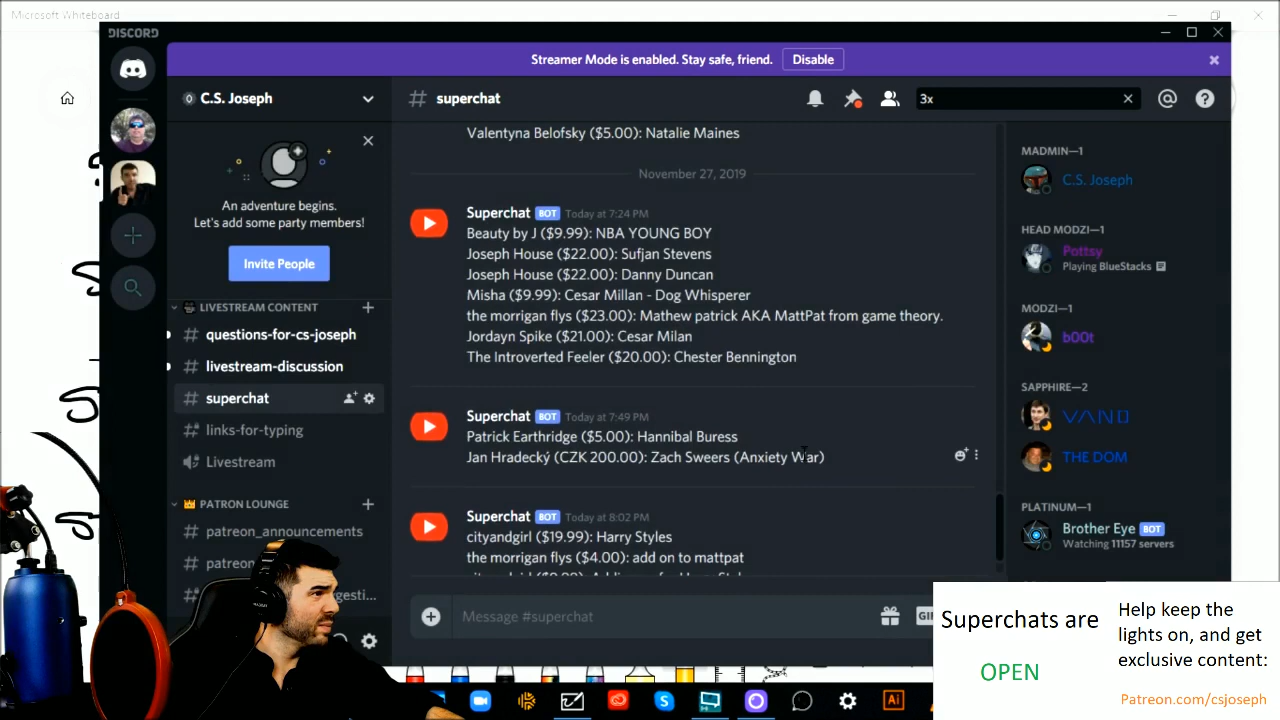 Microsoft Whiteboard
DISCORD
Streamer Mode is enabled. Stay safe, friend. Disable
C.S. Joseph
# superchat
3x
An adventure begins.
Let's add some party members!
Invite People
LIVESTREAM CONTENT
# questions-for-cs-joseph
# livestream-discussion
# superchat
# links-for-typing
Livestream
PATRON LOUNGE
# patreon_announcements
Valentyna Belofsky ($5.00): Natalie Maines
November 27, 2019
Superchat BOT Today at 7:24 PM
Beauty by J ($9.99): NBA YOUNG BOY
Joseph House ($22.00): Sufjan Stevens
Joseph House ($22.00): Danny Duncan
Misha ($9.99): Cesar Millan - Dog Whisperer
the morrigan flys ($23.00): Mathew patrick AKA MattPat from game theory.
Jordayn Spike ($21.00): Cesar Milan
The Introverted Feeler ($20.00): Chester Bennington
Superchat BOT Today at 7:49 PM
Patrick Earthridge ($5.00): Hannibal Buress
Jan Hradecký (CZK 200.00): Zach Sweers (Anxiety War)
Superchat BOT Today at 8:02 PM
cityandgirl ($19.99): Harry Styles
the morrigan flys ($4.00): add on to mattpat
Message #superchat
GIF
MADMIN—1
C.S. Joseph
HEAD MODZI—1
Pottsy
Playing BlueStacks
MODZI—1
b00t
SAPPHIRE—2
VAND
THE DOM
PLATINUM—1
Brother Eye BOT
Watching 11157 servers
Superchats are
OPEN
Help keep the
lights on, and get
exclusive content:
Patreon.com/csjoseph
Ai